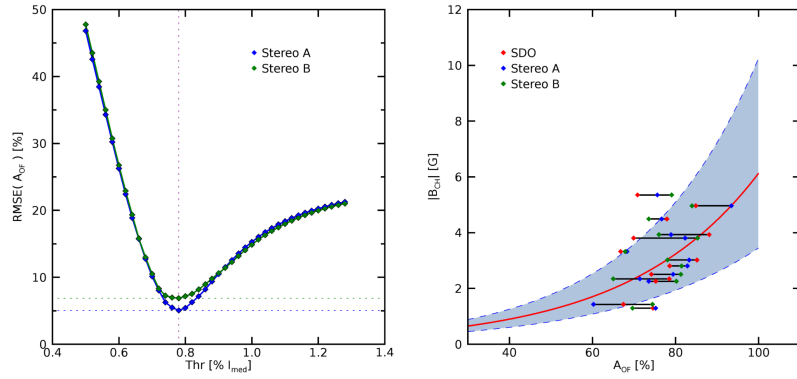 50
40
30
20
10
0
RMSE( A_OF ) [%]
0.4 0.6 0.8 1.0 1.2 1.4
Thr [% I_med]
Stereo A
Stereo B
12
10
8
6
4
2
0
|B_CH| [G]
40 60 80 100
A_OF [%]
SDO
Stereo A
Stereo B